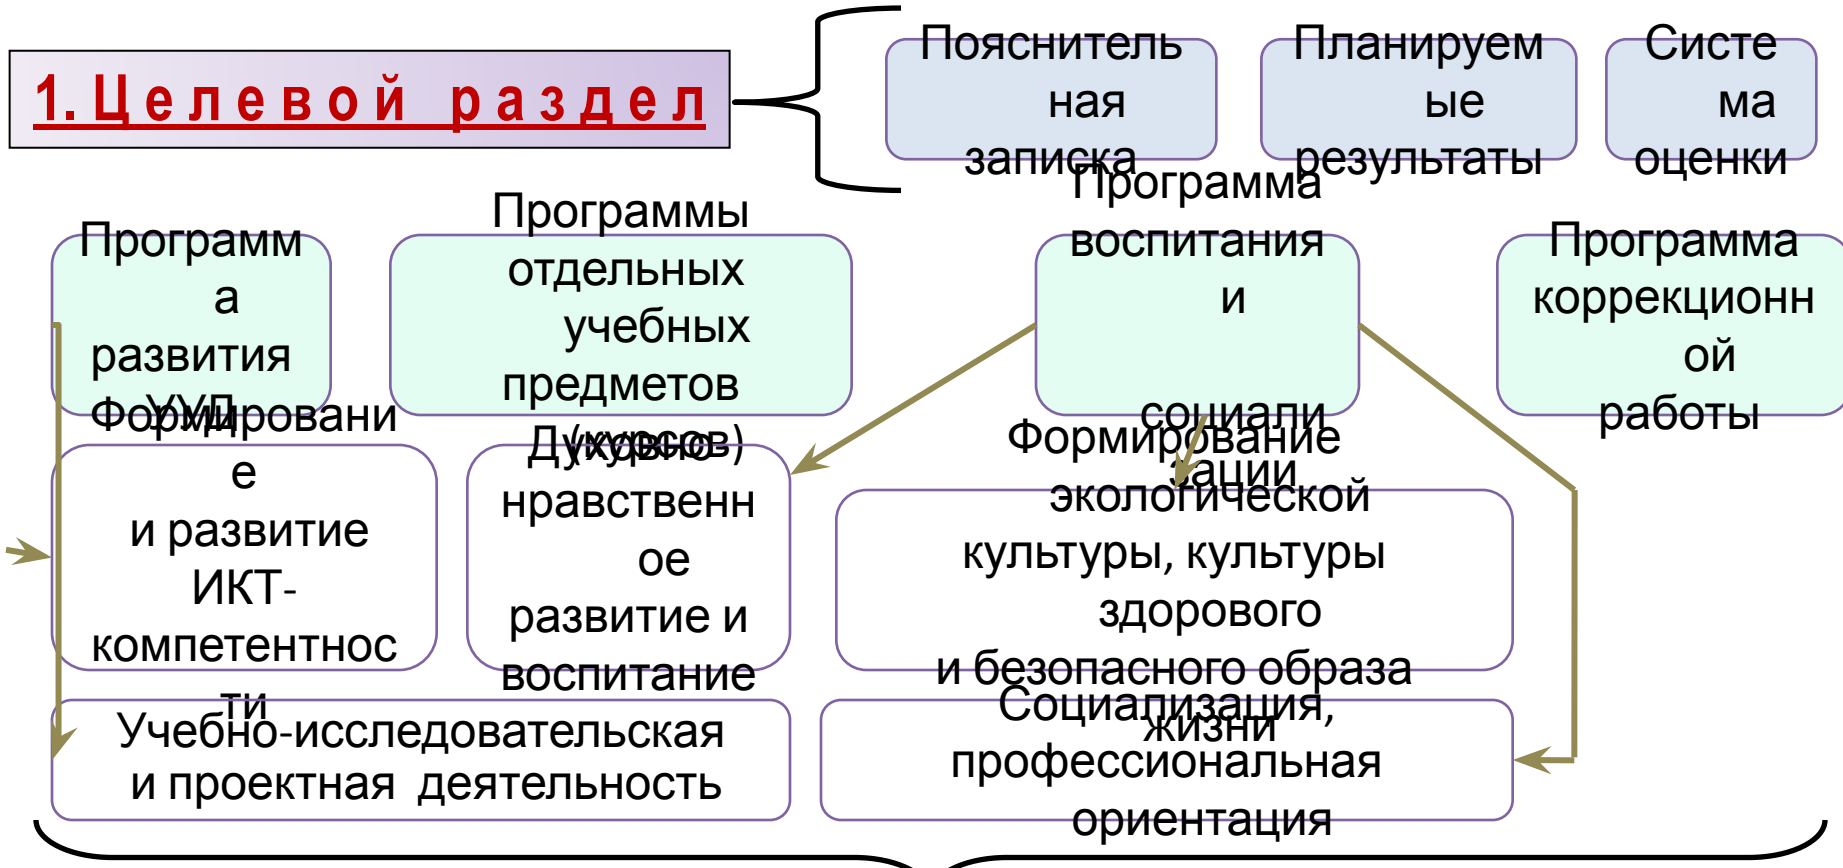 1. Ц е л е в о й р а з д е л
Пояснитель
ная
записка
Планируем
ые
результаты
Систе
ма
оценки
Программ
а
развития
УУД
Программы
отдельных
учебных
предметов
(курсов)
Программа
воспитания
и
социали
зации
Программа
коррекционн
ой
работы
Формировани
е
и развитие
ИКТ-
компетентнос
ти
Духовно-
нравственн
ое
развитие и
воспитание
Формирование
экологической
культуры, культуры
здорового
и безопасного образа
жизни
Учебно-исследовательская
и проектная деятельность
Социализация,
профессиональная
ориентация